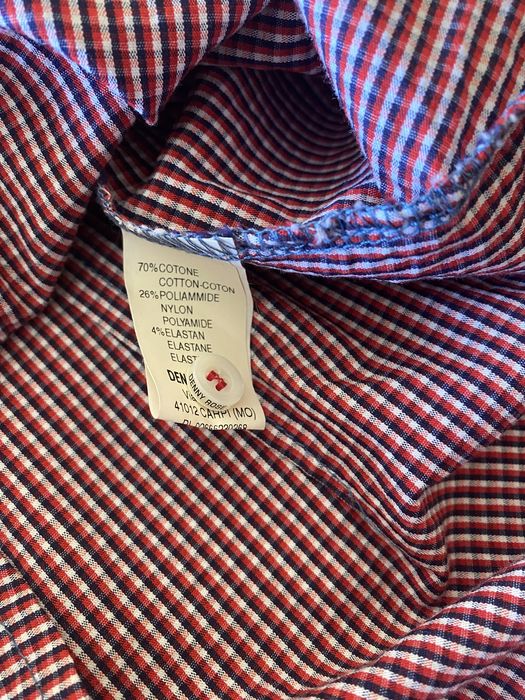 70%COTONE
COTTON-COTON
26%POLIAMMIDE
NYLON
POLYAMIDE
4%ELASTAN
ELASTANE
DENNY ROSE
41012 CARPI (MO)